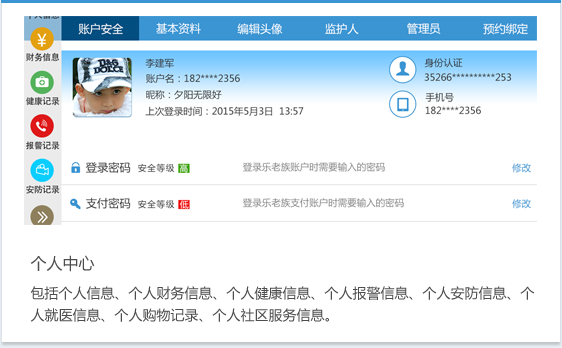 个人信息
账户安全 基本资料 编辑头像 监护人 管理员 预约绑定
财务信息
健康记录
报警记录
安防记录
D&G
DOLCE
李建军
账户名：182****2356
昵称：夕阳无限好
上次登录时间：2015年5月3日 13:57
身份认证
35266**********253
手机号
182****2356
登录密码 安全等级 高 登录老族账户时需要输入的密码 修改
支付密码 安全等级 低 登录老族支付账户时需要输入的密码 修改
个人中心
包括个人信息、个人财务信息、个人健康信息、个人报警信息、个人安防信息、个
人就医信息、个人购物记录、个人社区服务信息。